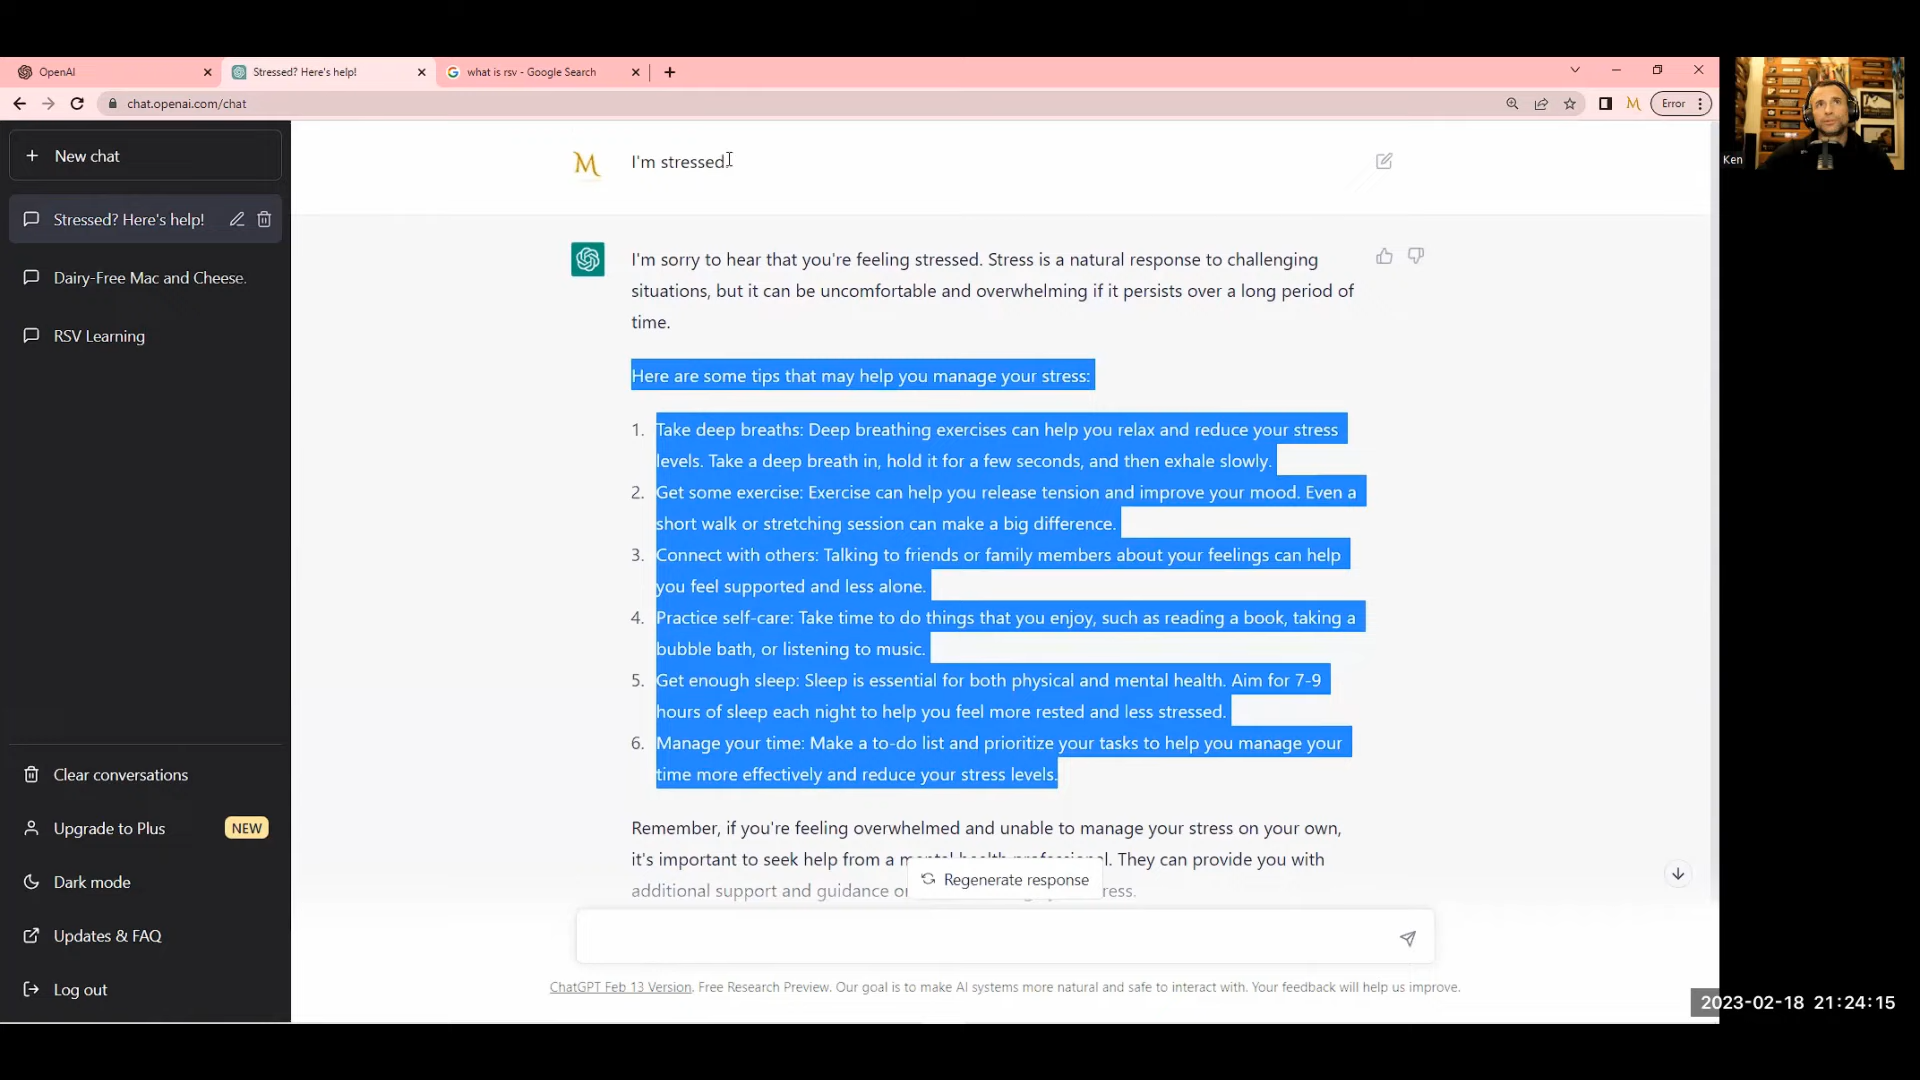 OpenAI
Stressed? Here's help!
what is rsv - Google Search
chat.openai.com/chat
Error
Ken
New chat
Stressed? Here's help!
Dairy-Free Mac and Cheese.
RSV Learning
Clear conversations
Upgrade to Plus
NEW
Dark mode
Updates & FAQ
Log out
M
I'm stressed.
I'm sorry to hear that you're feeling stressed. Stress is a natural response to challenging
situations, but it can be uncomfortable and overwhelming if it persists over a long period of
time.
Here are some tips that may help you manage your stress:
1. Take deep breaths: Deep breathing exercises can help you relax and reduce your stress
levels. Take a deep breath in, hold it for a few seconds, and then exhale slowly.
2. Get some exercise: Exercise can help you release tension and improve your mood. Even a
short walk or stretching session can make a big difference.
3. Connect with others: Talking to friends or family members about your feelings can help
you feel supported and less alone.
4. Practice self-care: Take time to do things that you enjoy, such as reading a book, taking a
bubble bath, or listening to music.
5. Get enough sleep: Sleep is essential for both physical and mental health. Aim for 7-9
hours of sleep each night to help you feel more rested and less stressed.
6. Manage your time: Make a to-do list and prioritize your tasks to help you manage your
time more effectively and reduce your stress levels.
Remember, if you're feeling overwhelmed and unable to manage your stress on your own,
it's important to seek help from a mental health professional. They can provide you with
additional support and guidance
Regenerate response
ChatGPT Feb 13 Version. Free Research Preview. Our goal is to make AI systems more natural and safe to interact with. Your feedback will help us improve.
2023-02-18 21:24:15